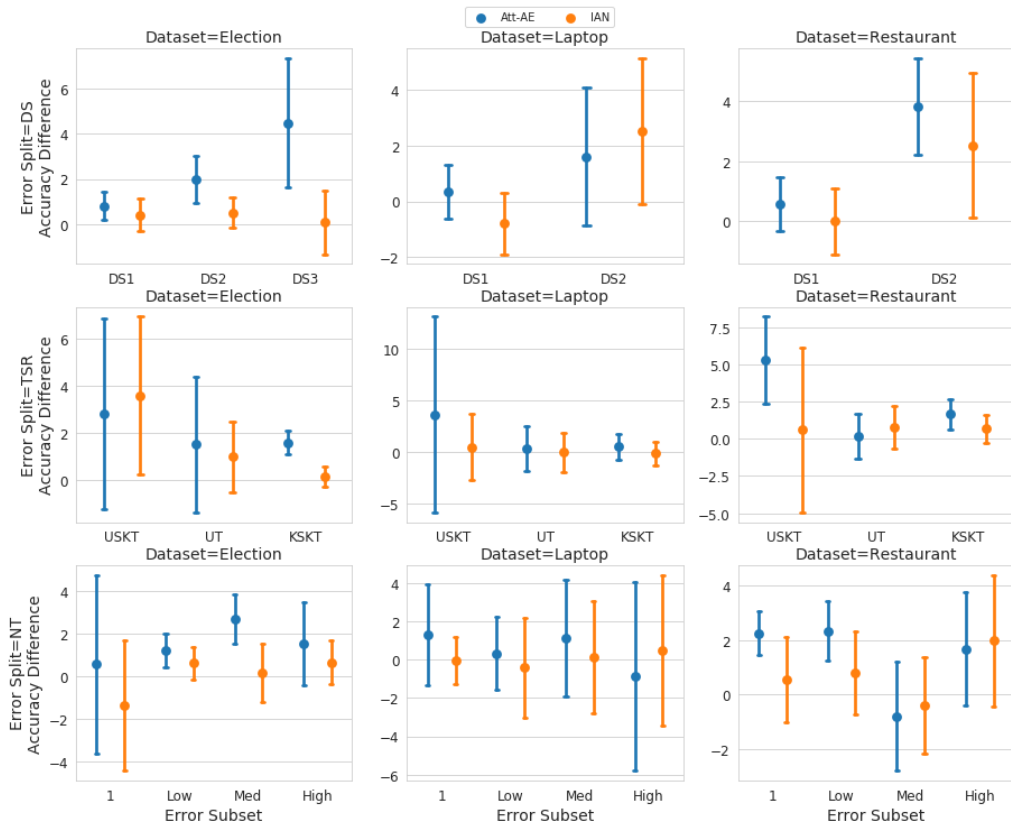 Att-AE IAN
Dataset=Election Dataset=Laptop Dataset=Restaurant
Error Split=DS
Accuracy Difference
6
4
2
0
4
2
0
−2
4
2
0
DS1 DS2 DS3 DS1 DS2 DS1 DS2
Dataset=Election Dataset=Laptop Dataset=Restaurant
Error Split=TSR
Accuracy Difference
6
4
2
0
10
5
0
−5
7.5
5.0
2.5
0.0
−2.5
−5.0
USKT UT KSKT USKT UT KSKT USKT UT KSKT
Dataset=Election Dataset=Laptop Dataset=Restaurant
Error Split=NT
Accuracy Difference
4
2
0
−2
−4
4
2
0
−2
−4
−6
4
2
0
−2
1 Low Med High 1 Low Med High 1 Low Med High
Error Subset Error Subset Error Subset